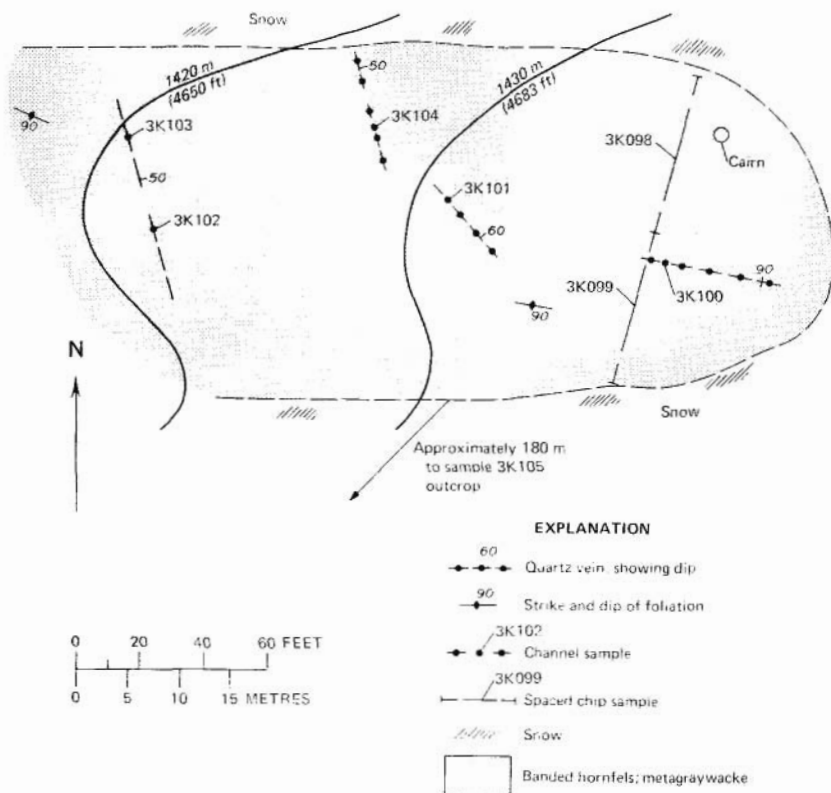 Snow
1420 m
(4650 ft)
50
3K104
1430 m
(4683 ft)
90
3K103
3K098
Cairn
50
3K101
3K102
60
90
3K099
3K100
90
N
Snow
Approximately 180 m
to sample 3K105
outcrop
EXPLANATION
60
Quartz vein, showing dip
90
Strike and dip of foliation
3K102
Channel sample
3K099
Spaced chip sample
Snow
Banded hornfels; metagraywacke
0 20 40 60 FEET
0 5 10 15 METRES